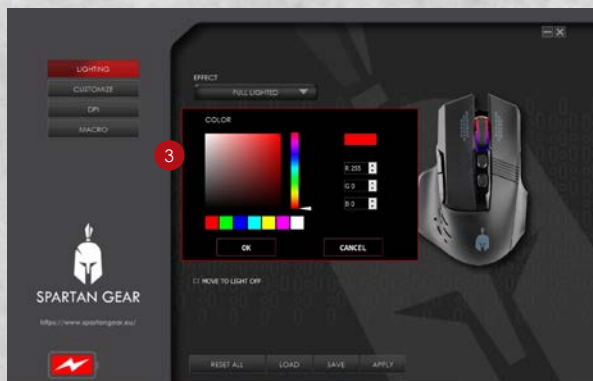 LIGHTING
CUSTOMIZE
DPI
MACRO
EFFECT
FULL LIGHTED
COLOR
3
R 255
G 0
B 0
OK
CANCEL
MOVE TO LIGHT OFF
SPARTAN GEAR
https://www.spartangear.eu/
RESET ALL
LOAD
SAVE
APPLY